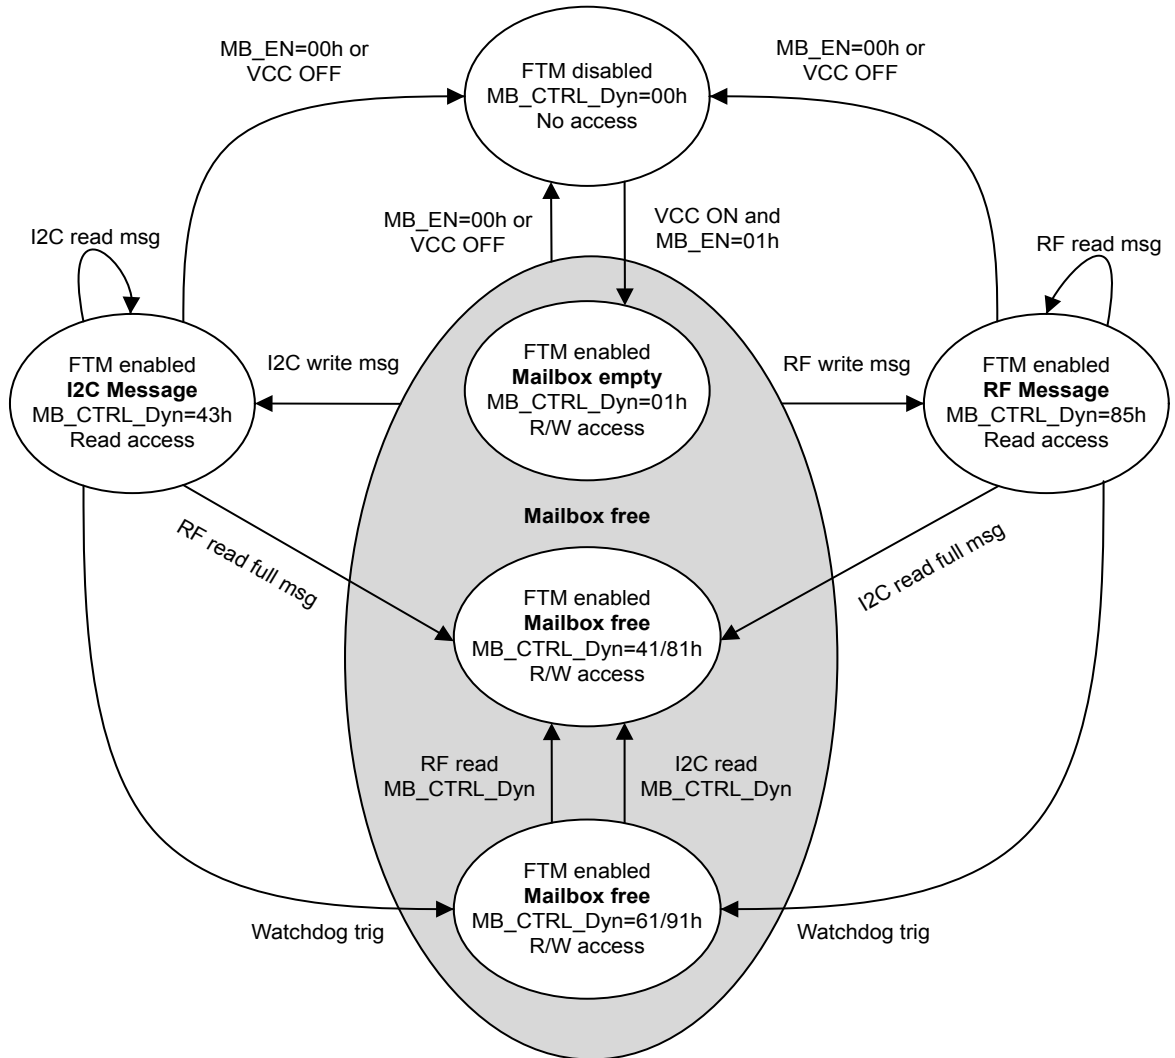 MB_EN=00h or
VCC OFF
FTM disabled
MB_CTRL_Dyn=00h
No access
MB_EN=00h or
VCC OFF
MB_EN=00h or
VCC OFF
VCC ON and
MB_EN=01h
I2C read msg
RF read msg
FTM enabled
I2C Message
MB_CTRL_Dyn=43h
Read access
I2C write msg
FTM enabled
Mailbox empty
MB_CTRL_Dyn=01h
R/W access
RF write msg
FTM enabled
RF Message
MB_CTRL_Dyn=85h
Read access
Mailbox free
RF read full msg
I2C read full msg
FTM enabled
Mailbox free
MB_CTRL_Dyn=41/81h
R/W access
RF read
MB_CTRL_Dyn
I2C read
MB_CTRL_Dyn
FTM enabled
Mailbox free
MB_CTRL_Dyn=61/91h
R/W access
Watchdog trig
Watchdog trig